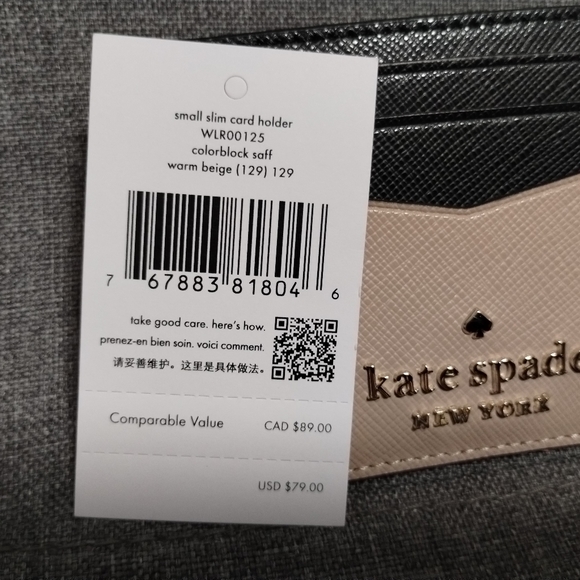 small slim card holder
WLR00125
colorblock saff
warm beige (129) 129
7 67883 81804 6
take good care. here's how.
prenez-en bien soin. voici comment.
请妥善维护。这里是具体做法。
Comparable Value CAD $89.00
USD $79.00
kate spade
NEW YORK